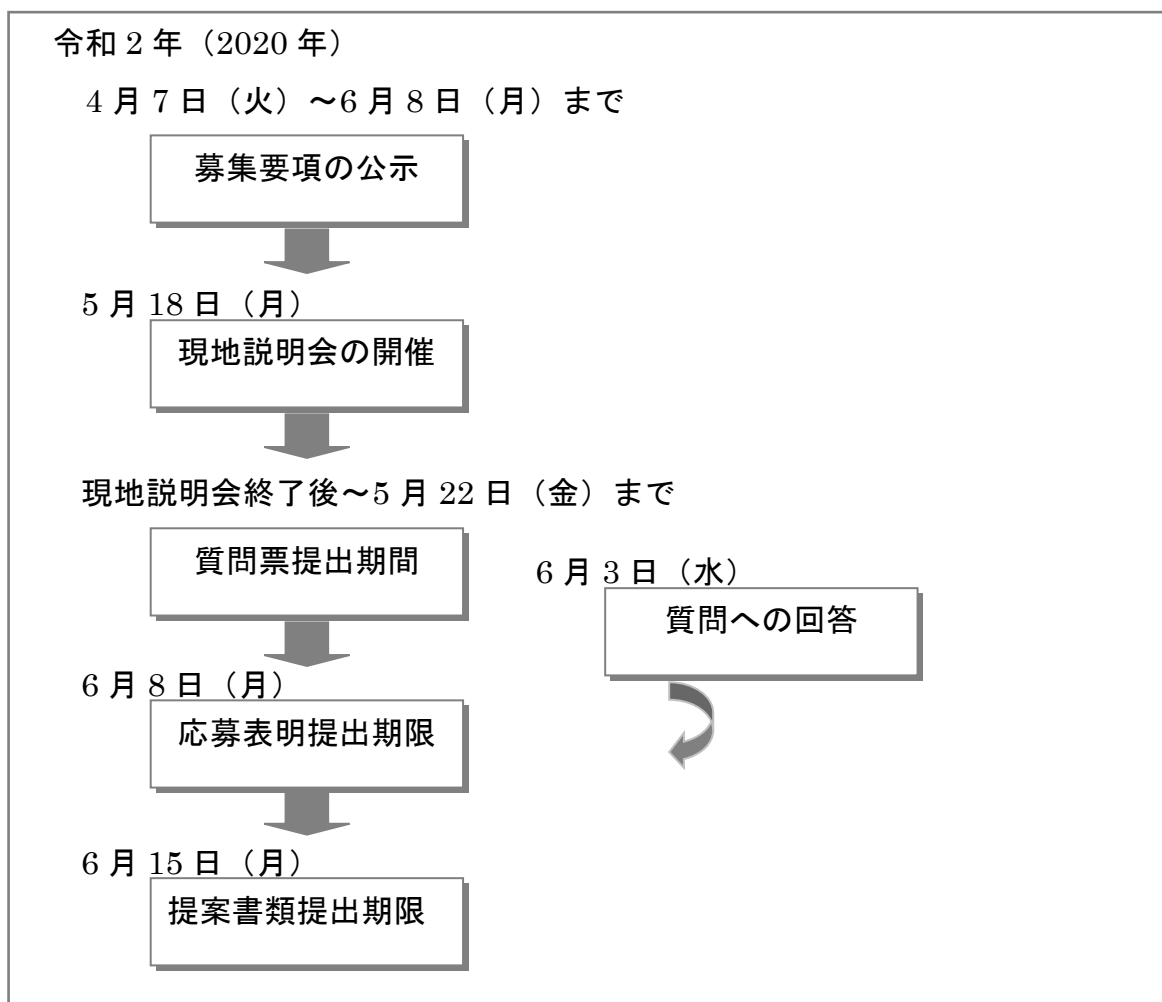 令和 2 年（2020 年）
4 月 7 日（火）～6 月 8 日（月）まで
募集要項の公示
5 月 18 日（月）
現地説明会の開催
現地説明会終了後～5 月 22 日（金）まで
質問票提出期間
6 月 3 日（水）
質問への回答
6 月 8 日（月）
応募表明提出期限
6 月 15 日（月）
提案書類提出期限